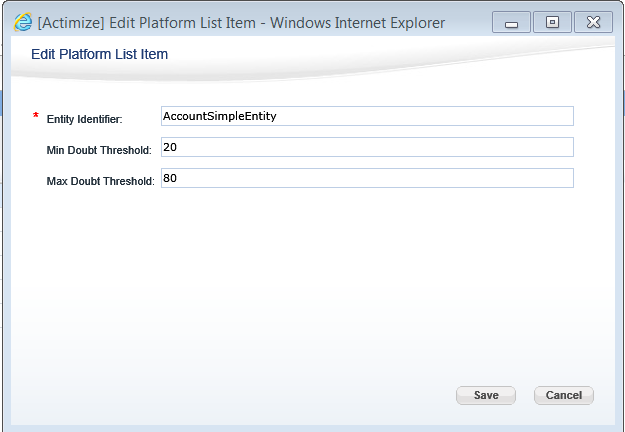 [Actimize] Edit Platform List Item - Windows Internet Explorer
Edit Platform List Item
* Entity Identifier: AccountSimpleEntity
Min Doubt Threshold: 20
Max Doubt Threshold: 80
Save Cancel